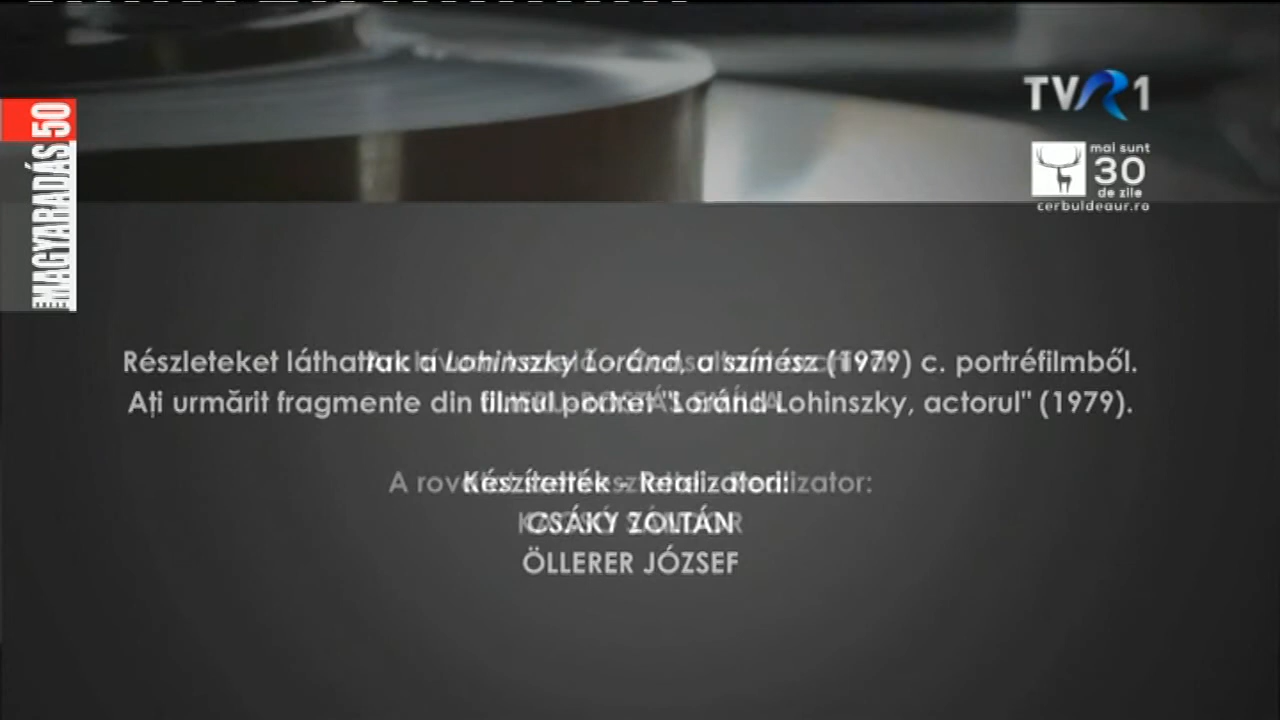 TVR1
mai sunt
30
de zile
cerbuldeaur.ro
MAGYARADÁS 50
Részleteket láthattak a Lohinszky Loránd, a színész (1979) c. portréfilmből.
Ați urmărit fragmente din filmul portret "Loránd Lohinszky, actorul" (1979).
Készítették - Realizatori:
CSÁKY ZOLTÁN
ÖLLERER JÓZSEF